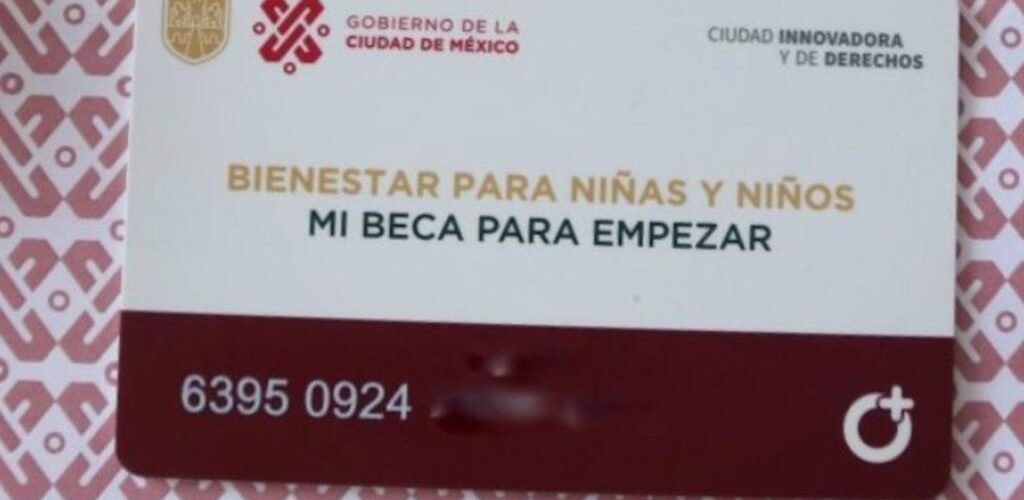 GOBIERNO DE LA
CIUDAD DE MÉXICO
CIUDAD INNOVADORA
Y DE DERECHOS
BIENESTAR PARA NIÑAS Y NIÑOS
MI BECA PARA EMPEZAR
6395 0924